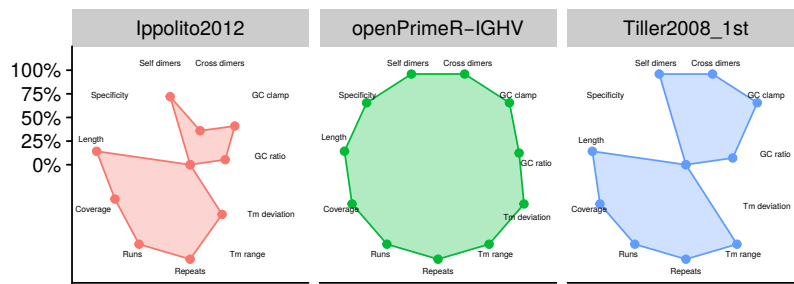 Ippolito2012
openPrimeR−IGHV
Tiller2008_1st
100%
75%
50%
25%
0%
Self dimers
Cross dimers
Specificity
GC clamp
Length
GC ratio
Coverage
Tm deviation
Runs
Tm range
Repeats
Self dimers
Cross dimers
Specificity
GC clamp
Length
GC ratio
Coverage
Tm deviation
Runs
Tm range
Repeats
Self dimers
Cross dimers
Specificity
GC clamp
Length
GC ratio
Coverage
Tm deviation
Runs
Tm range
Repeats